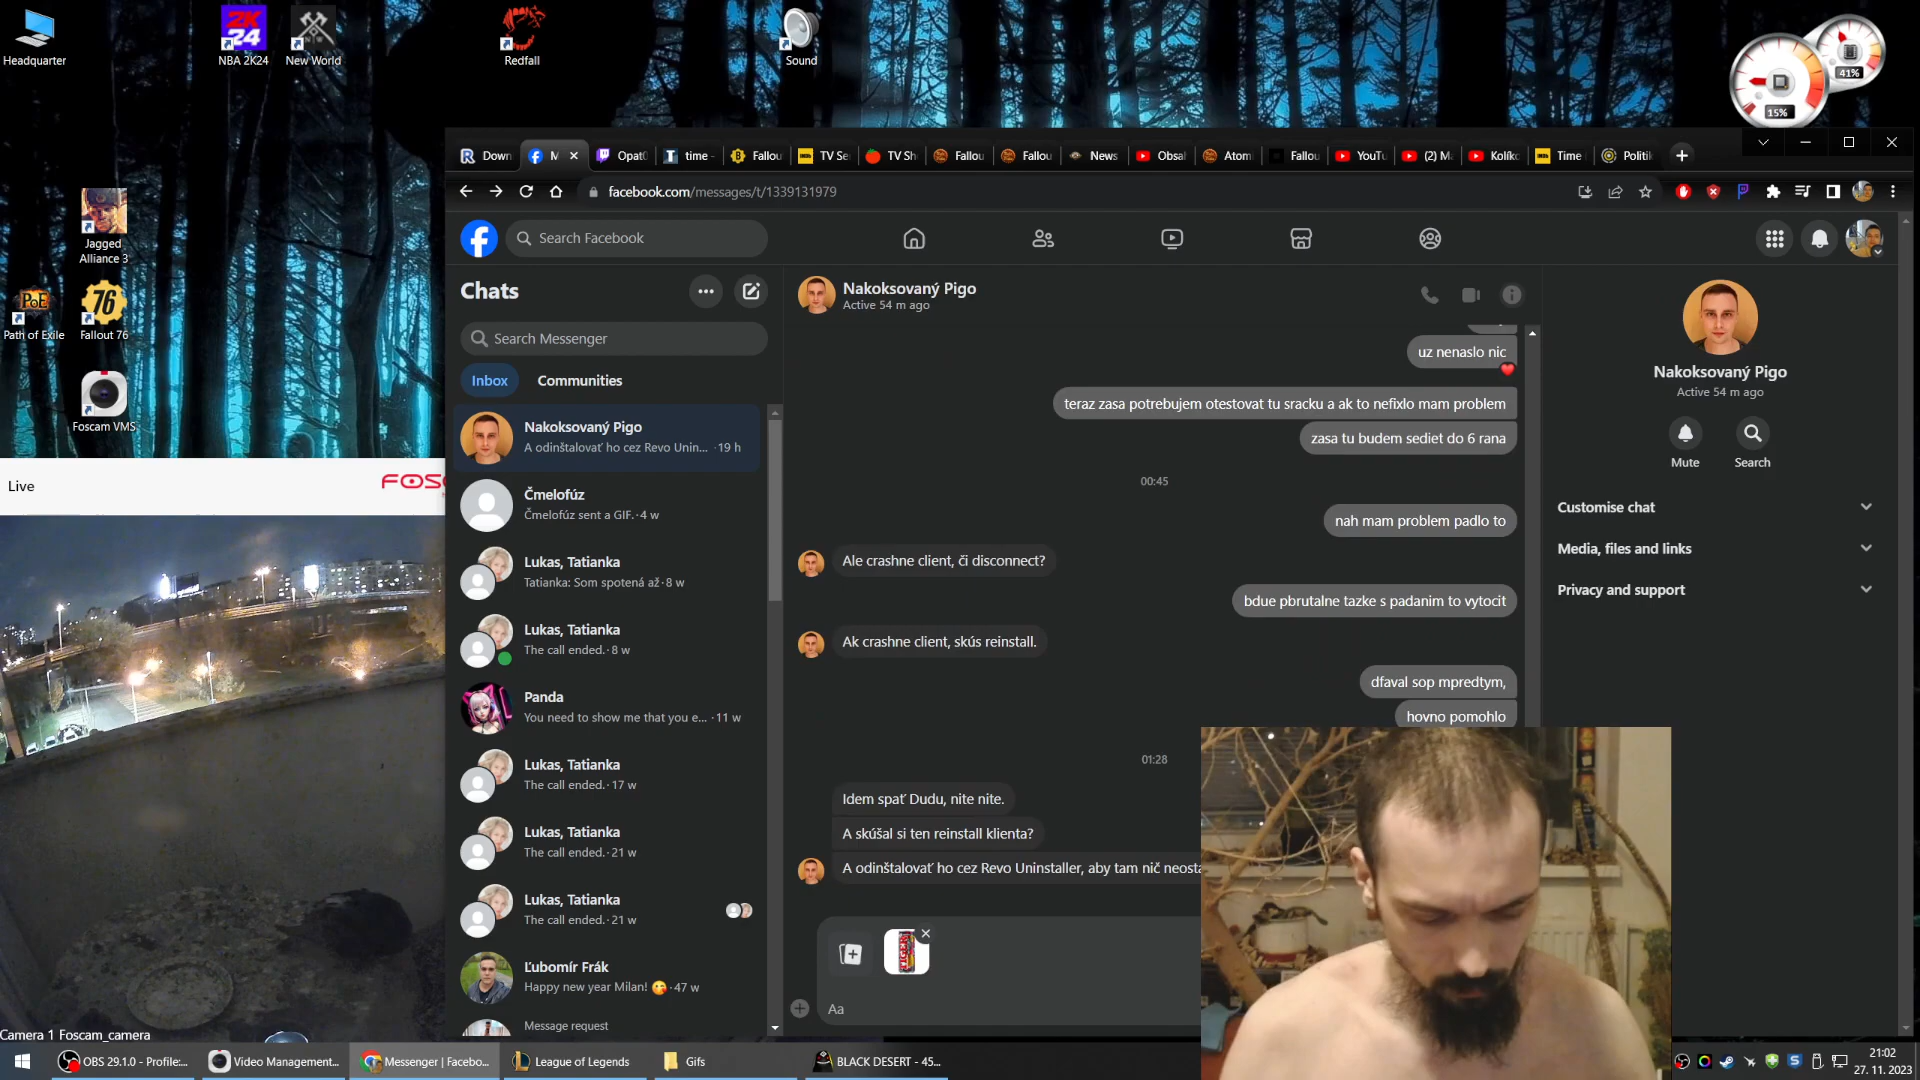 Headquarter
NBA 2K24
New World
Redfall
Sound
41%
15%
Jagged
Alliance 3
Path of Exile
Fallout 76
Foscam VMS
Live
Camera 1 Foscam_camera
Down
M
Opat
time -
Fallou
TV Se
TV Sh
Fallou
Fallou
News
Obsa
Atom
Fallou
YouTu
(2) M
Kolík
Time
Politik
facebook.com/messages/t/1339131979
Search Facebook
Chats
Search Messenger
Inbox
Communities
Nakoksovaný Pigo
A odinštalovať ho cez Revo Unin... · 19 h
Čmelofúz
Čmelofúz sent a GIF. · 4 w
Lukas, Tatianka
Tatianka: Som spotená až · 8 w
Lukas, Tatianka
The call ended. · 8 w
Panda
You need to show me that you e... · 11 w
Lukas, Tatianka
The call ended. · 17 w
Lukas, Tatianka
The call ended. · 21 w
Lukas, Tatianka
The call ended. · 21 w
Ľubomír Frák
Happy new year Milan! 😘 · 47 w
Message request
Nakoksovaný Pigo
Active 54 m ago
uz nenaslo nic
teraz zasa potrebujem otestovat tu sracku a ak to nefixlo mam problem
zasa tu budem sediet do 6 rana
00:45
nah mam problem padlo to
Ale crashne client, či disconnect?
bdue pbrutalne tazke s padanim to vytocit
Ak crashne client, skús reinstall.
dfaval sop mpredtym,
hovno pomohlo
01:28
Idem spať Dudu, nite nite.
A skúšal si ten reinstall klienta?
A odinštalovať ho cez Revo Uninstaller, aby tam nič neosta
Aa
Nakoksovaný Pigo
Active 54 m ago
Mute
Search
Customise chat
Media, files and links
Privacy and support
OBS 29.1.0 - Profile:...
Video Management...
Messenger | Facebo...
League of Legends
Gifs
BLACK DESERT - 45...
21:02
27. 11. 2023